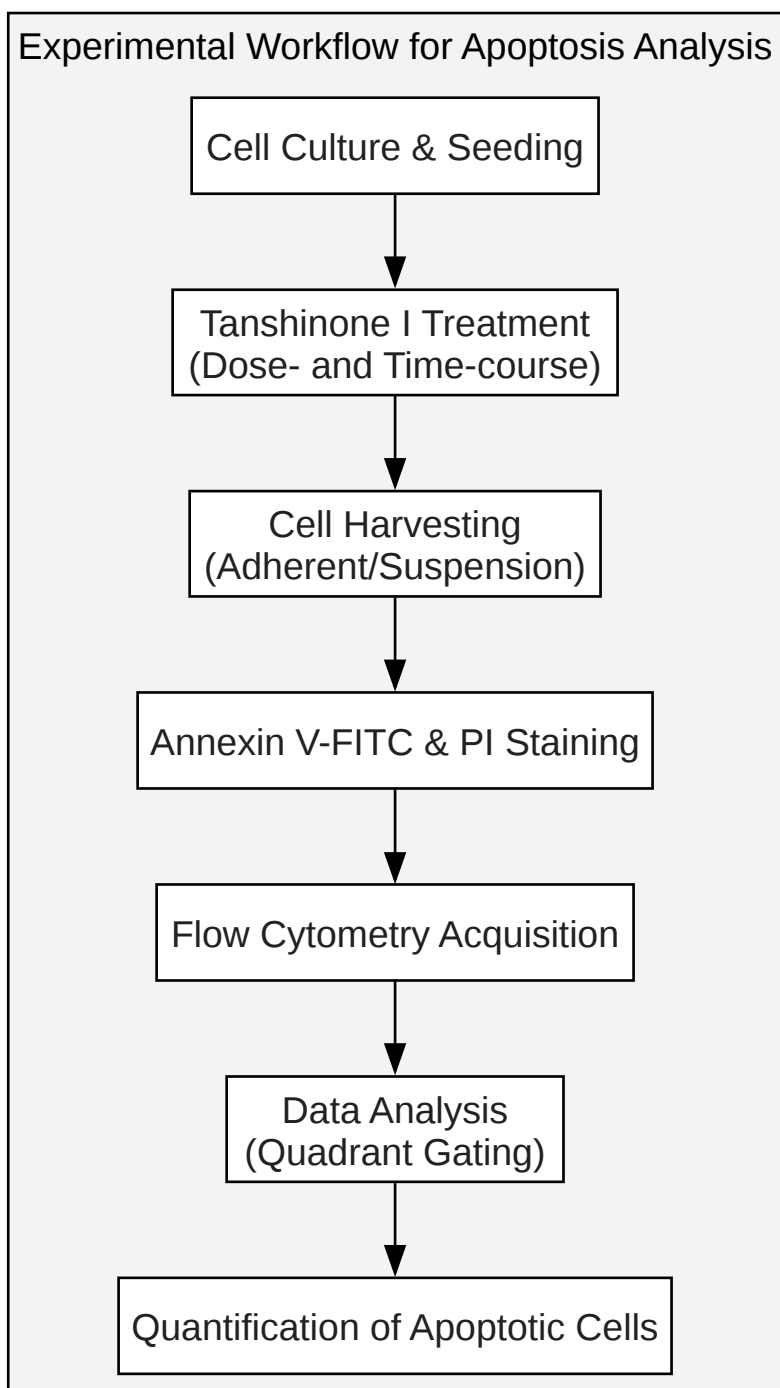 Experimental Workflow for Apoptosis Analysis
Cell Culture & Seeding
Tanshinone I Treatment
(Dose- and Time-course)
Cell Harvesting
(Adherent/Suspension)
Annexin V-FITC & PI Staining
Flow Cytometry Acquisition
Data Analysis
(Quadrant Gating)
Quantification of Apoptotic Cells